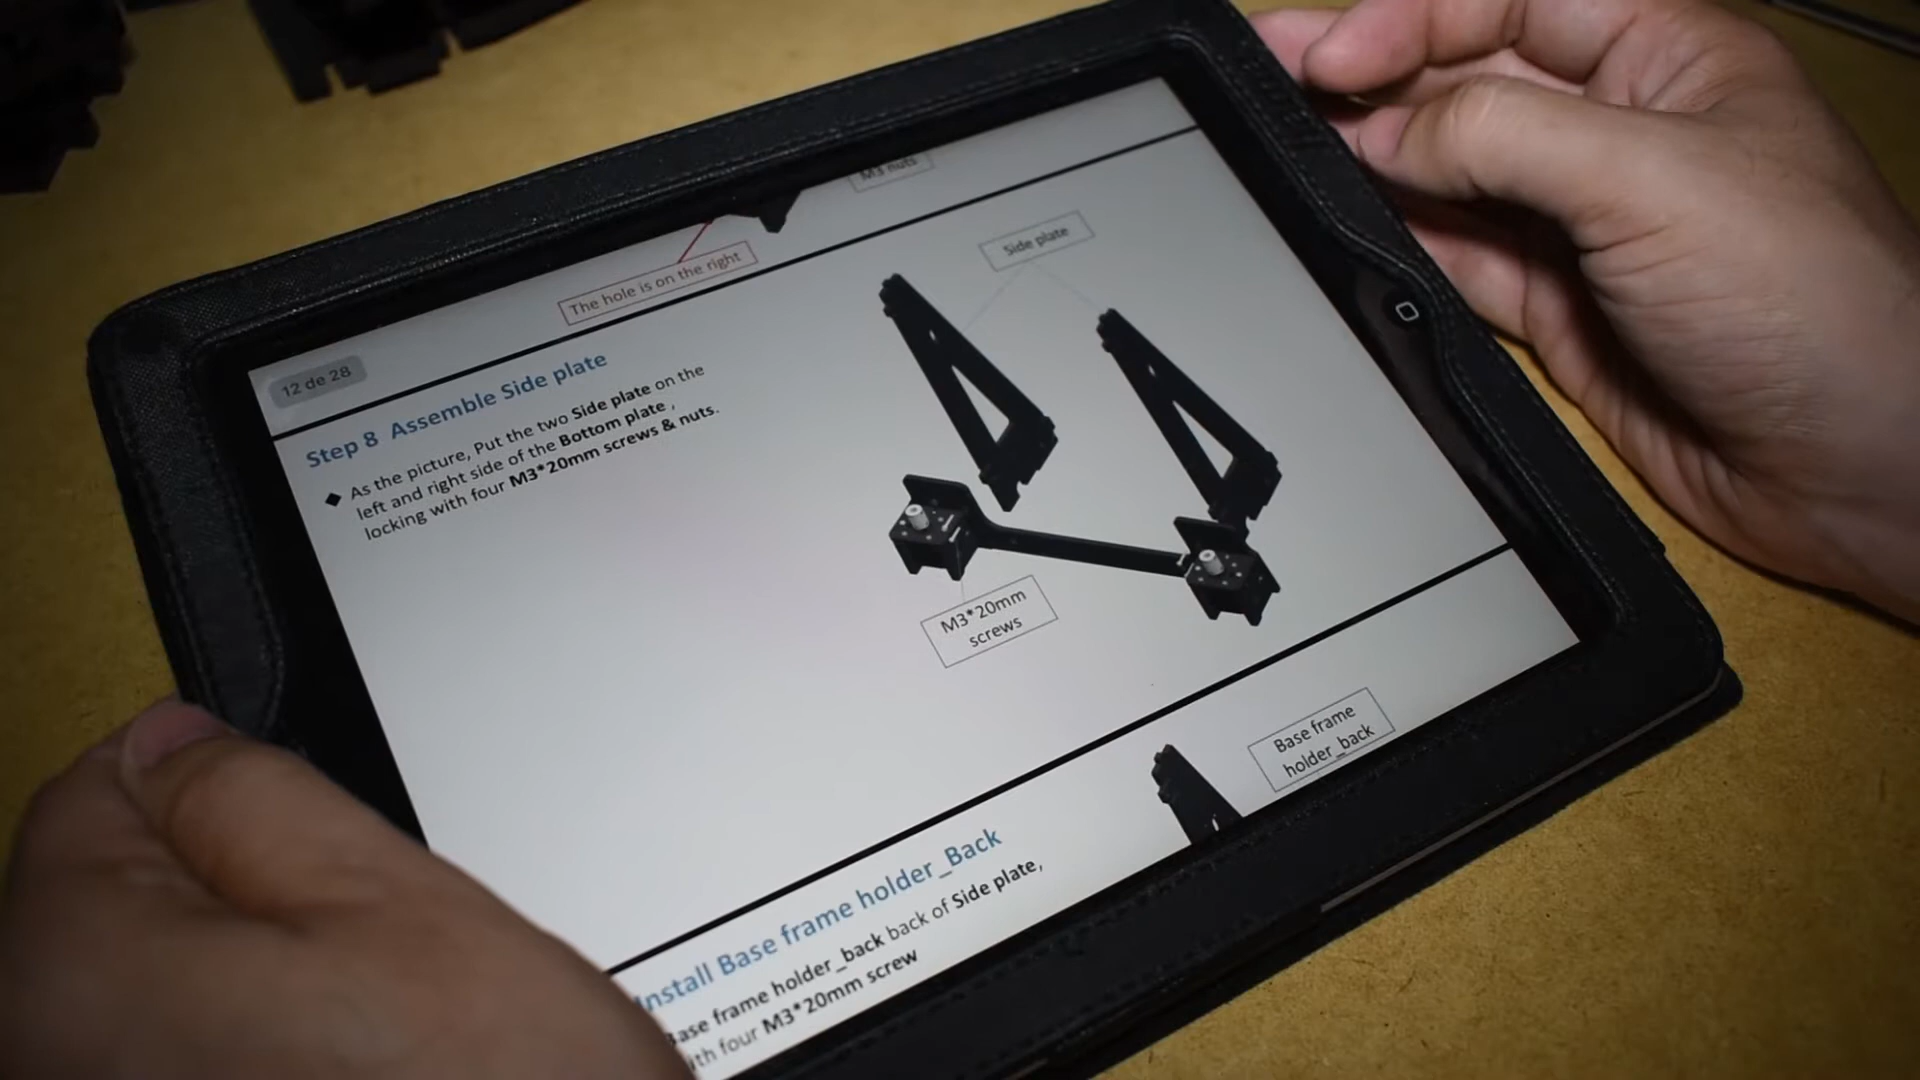 M3 nuts
The hole is on the right
12 de 28
Side plate
Step 8 Assemble Side plate
◆ As the picture, Put the two Side plate on the
left and right side of the Bottom plate ,
locking with four M3*20mm screws & nuts.
M3*20mm
screws
Base frame
holder_back
Install Base frame holder_Back
Base frame holder_back back of Side plate,
with four M3*20mm screw